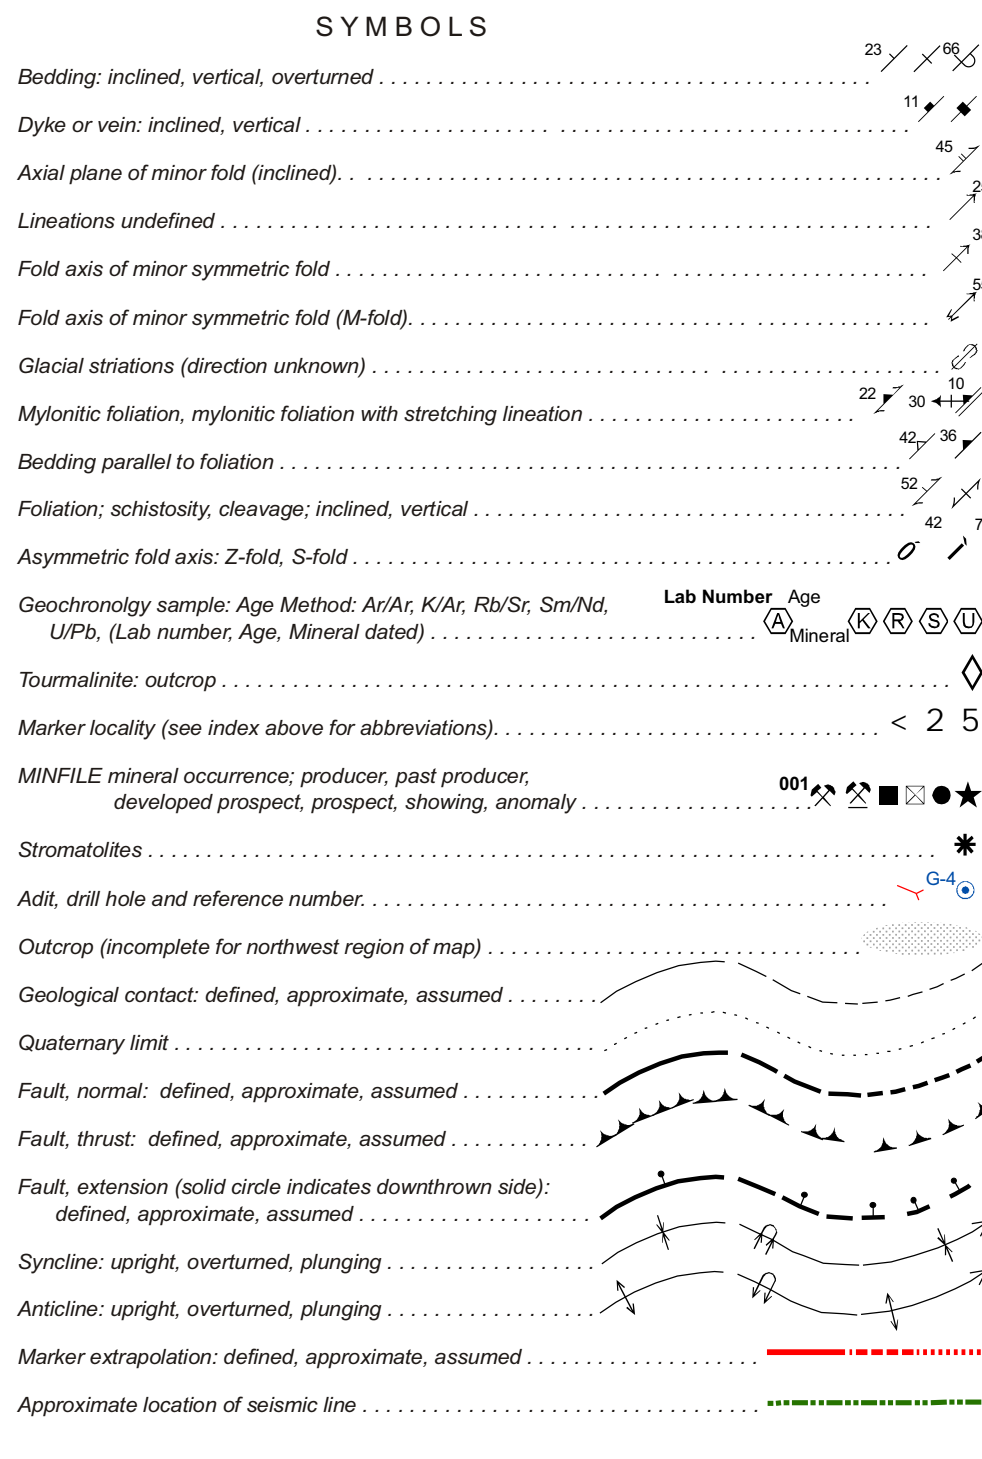 SYMBOLS
Bedding: inclined, vertical, overturned 23 66
Dyke or vein: inclined, vertical 11
Axial plane of minor fold (inclined). 45
Lineations undefined
Fold axis of minor symmetric fold
Fold axis of minor symmetric fold (M-fold).
Glacial striations (direction unknown)
Mylonitic foliation, mylonitic foliation with stretching lineation 22 30 10
Bedding parallel to foliation 42 36
Foliation; schistosity, cleavage; inclined, vertical 52
Asymmetric fold axis: Z-fold, S-fold 42 7
Geochronolgy sample: Age Method: Ar/Ar, K/Ar, Rb/Sr, Sm/Nd, Lab Number Age
U/Pb, (Lab number, Age, Mineral dated) A Mineral K R S U
Tourmalinite: outcrop
Marker locality (see index above for abbreviations). < 2 5
MINFILE mineral occurrence; producer, past producer,
developed prospect, prospect, showing, anomaly 001
Stromatolites
Adit, drill hole and reference number. G-4
Outcrop (incomplete for northwest region of map)
Geological contact: defined, approximate, assumed
Quaternary limit
Fault, normal: defined, approximate, assumed
Fault, thrust: defined, approximate, assumed
Fault, extension (solid circle indicates downthrown side):
defined, approximate, assumed
Syncline: upright, overturned, plunging
Anticline: upright, overturned, plunging
Marker extrapolation: defined, approximate, assumed
Approximate location of seismic line